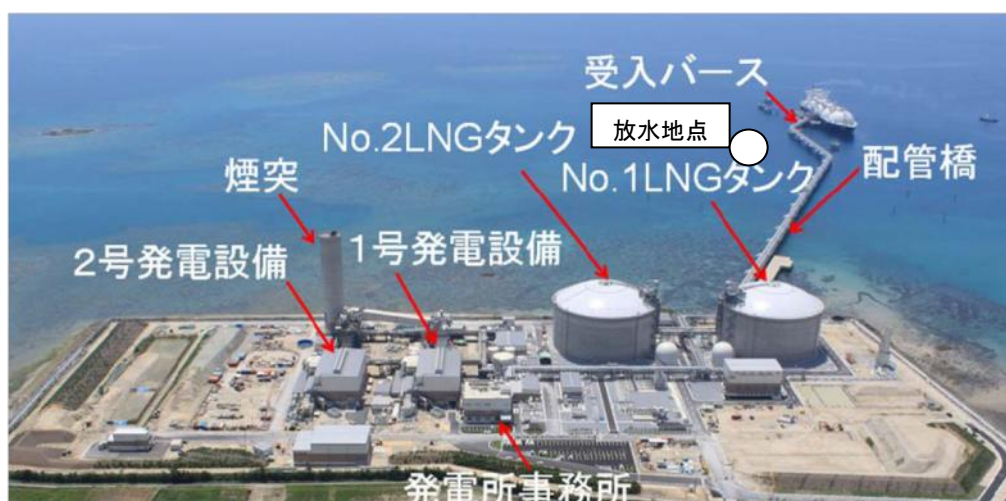 受入バース
放水地点
No.2LNGタンク
No.1LNGタンク
配管橋
煙突
2号発電設備
1号発電設備
発電所事務所